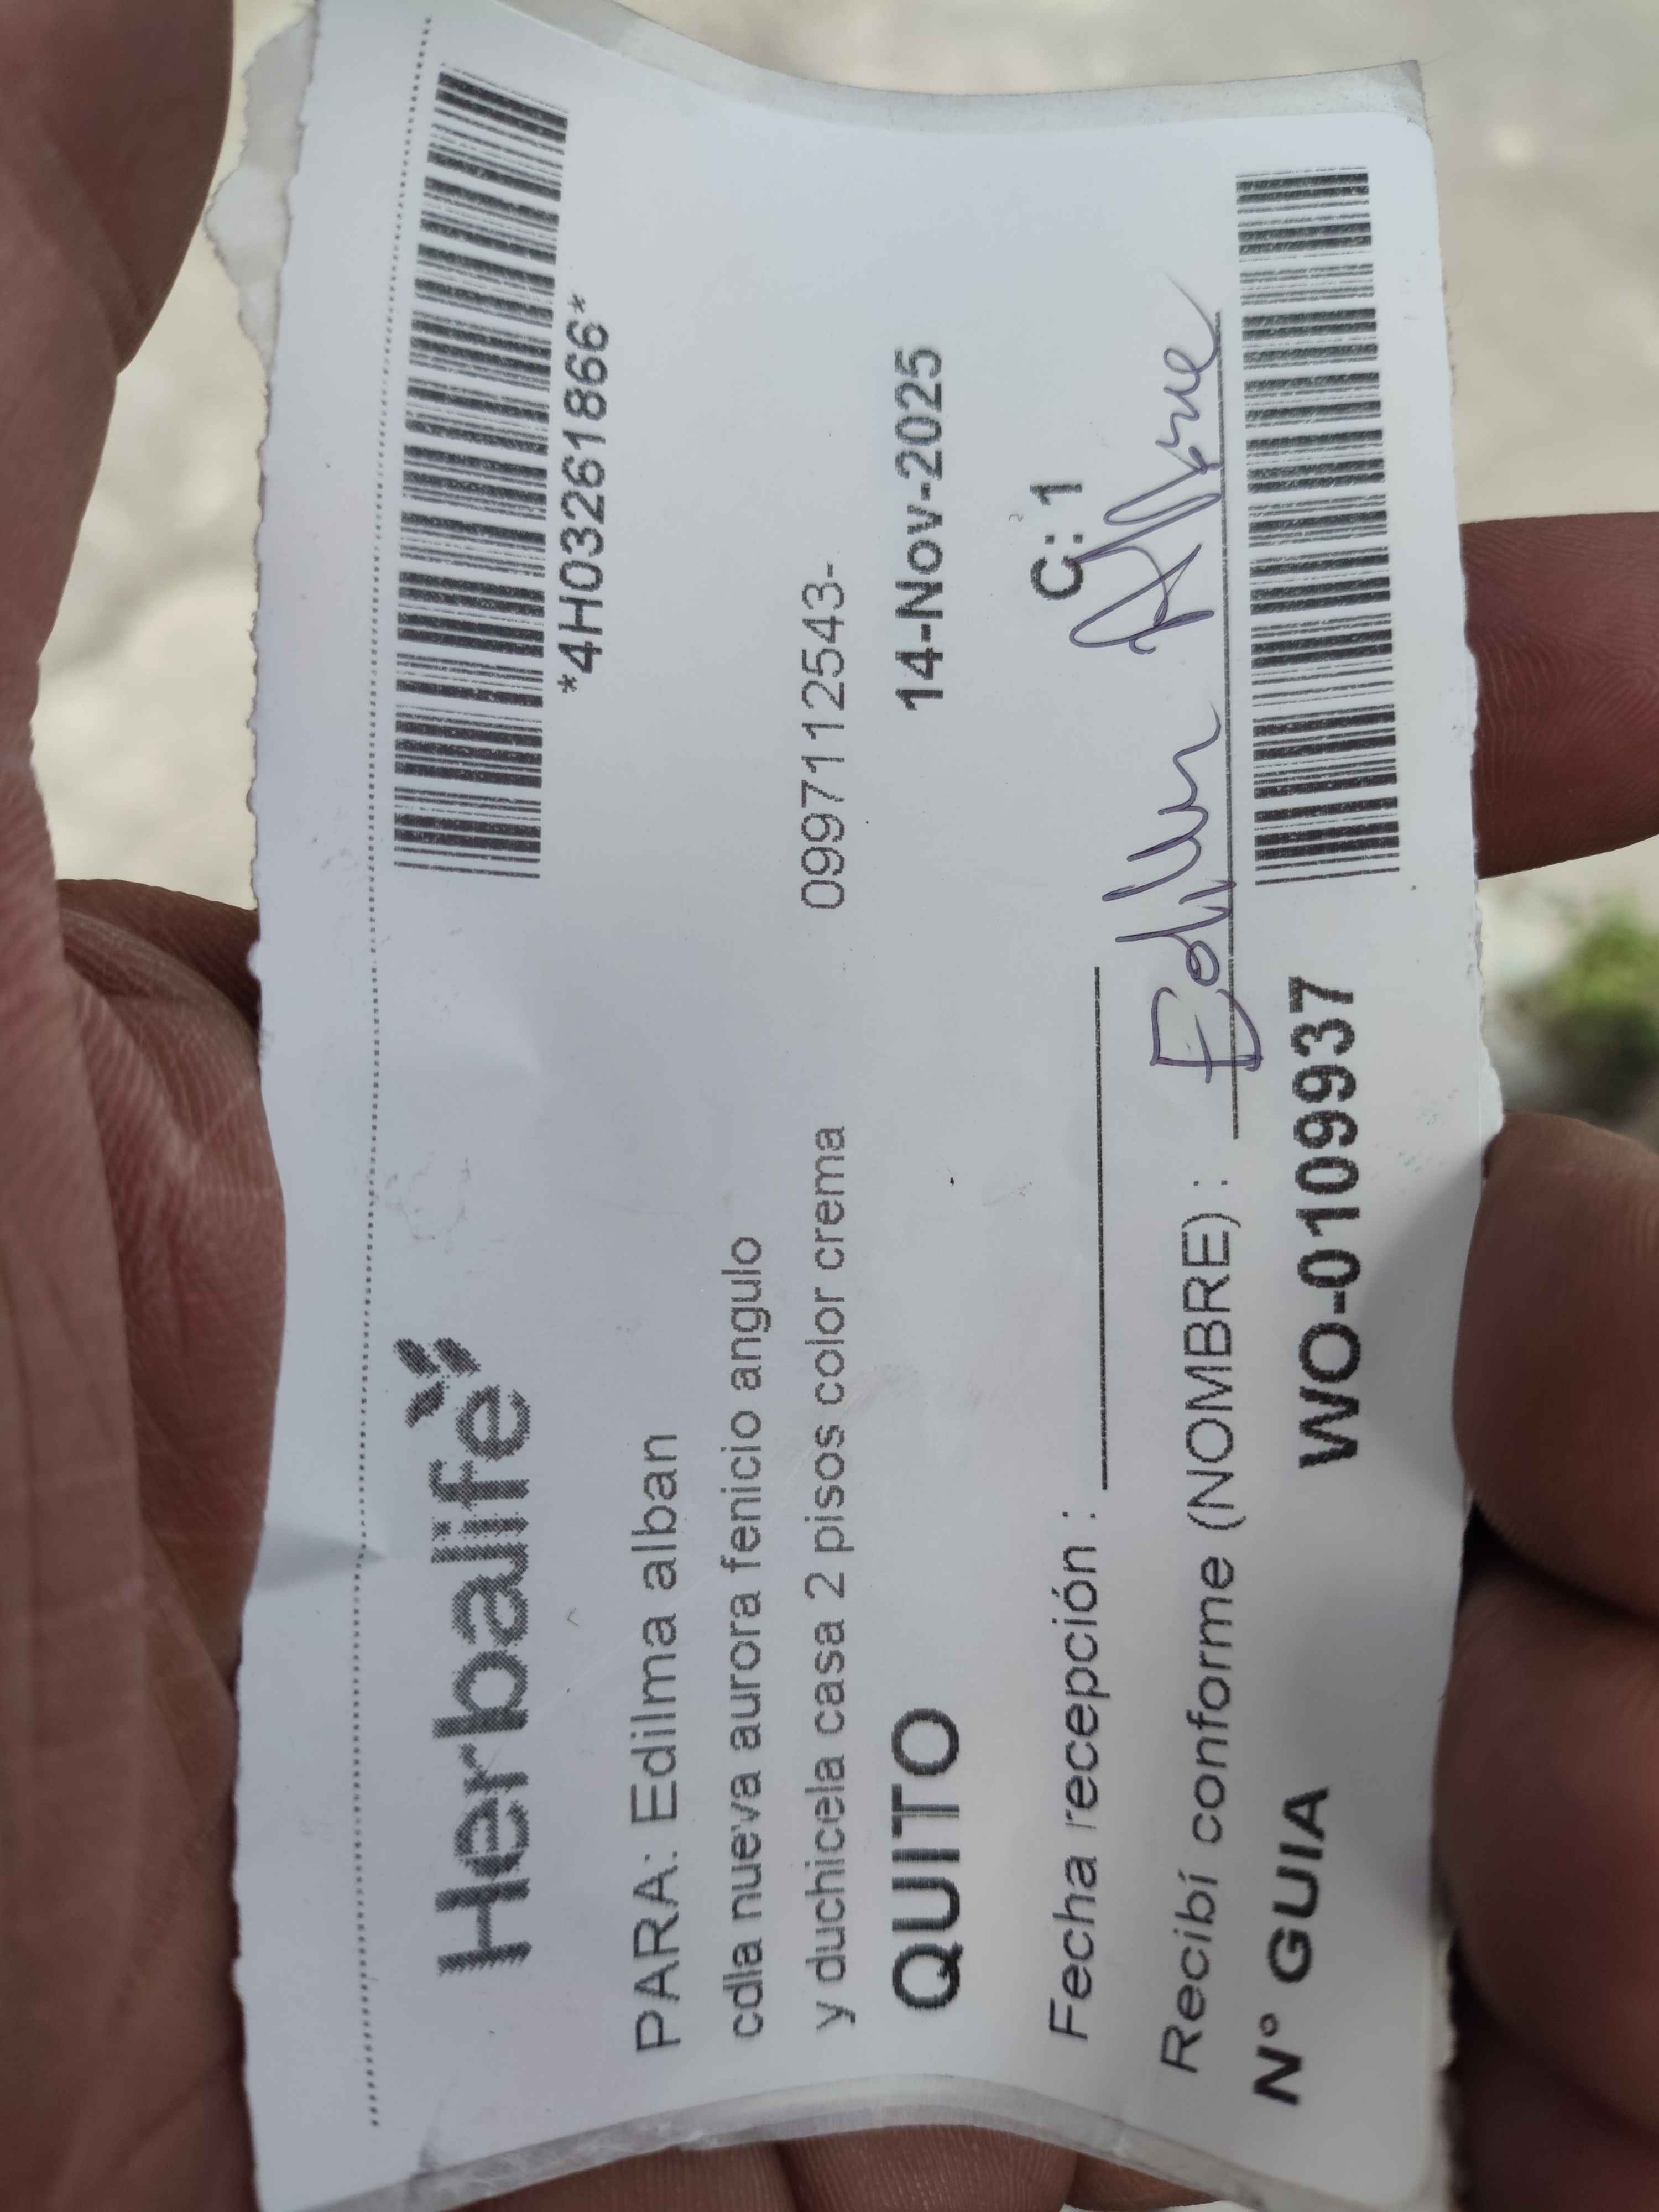 Herbalife
*4H03261866*
PARA: Edilma alban
cdla nueva aurora fenicio angulo
y duchicela casa 2 pisos color crema 0997112543-
QUITO 14-Nov-2025
C: 1
Fecha recepción :
Recibí conforme (NOMBRE) :
N° GUIA WO-0109937